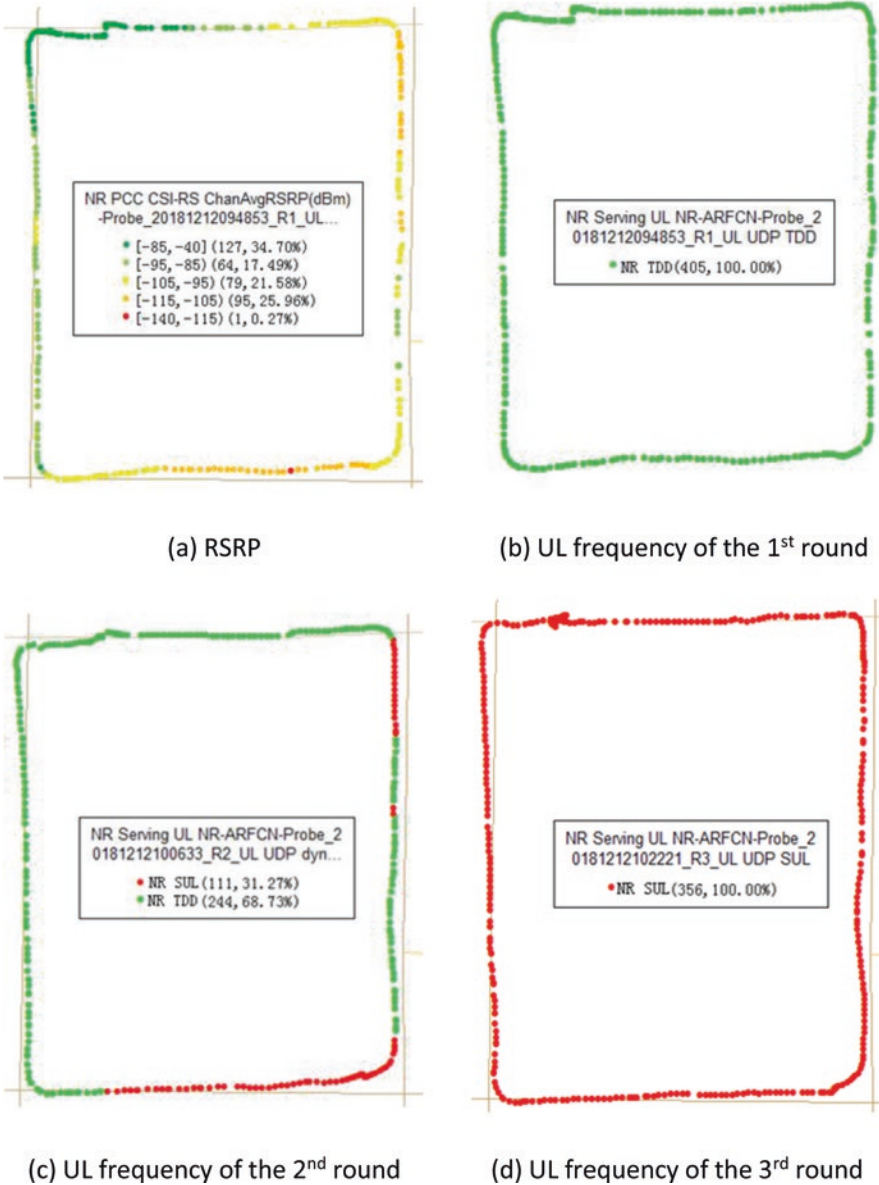 NR PCC CSI-RS ChanAvgRSRP(dBm)
-Probe_20181212094853_R1_UL...
[-85,-40] (127, 34.70%)
[-95,-85) (64, 17.49%)
[-105,-95) (79, 21.58%)
[-115,-105) (95, 25.96%)
[-140,-115) (1, 0.27%)
(a) RSRP
NR Serving UL NR-ARFCN-Probe_2
0181212094853_R1_UL UDP TDD
NR TDD(405, 100.00%)
(b) UL frequency of the 1st round
NR Serving UL NR-ARFCN-Probe_2
0181212100633_R2_UL UDP dyn...
NR SUL(111, 31.27%)
NR TDD(244, 68.73%)
(c) UL frequency of the 2nd round
NR Serving UL NR-ARFCN-Probe_2
0181212102221_R3_UL UDP SUL
NR SUL(356, 100.00%)
(d) UL frequency of the 3rd round